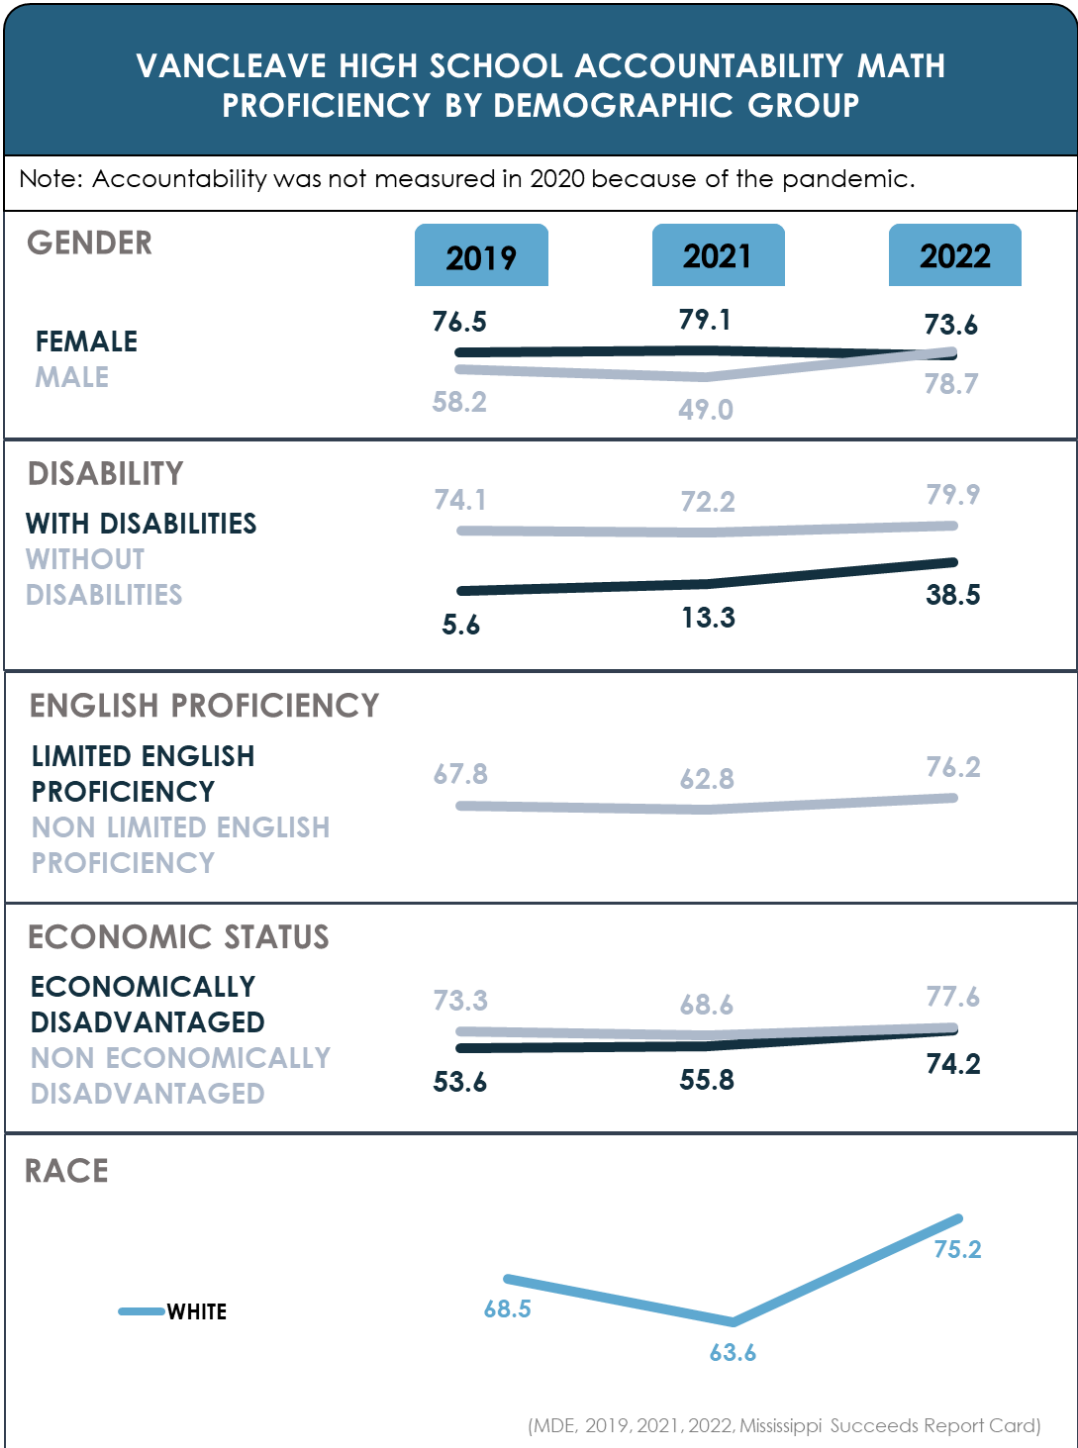 VANCLEAVE HIGH SCHOOL ACCOUNTABILITY MATH
PROFICIENCY BY DEMOGRAPHIC GROUP
Note: Accountability was not measured in 2020 because of the pandemic.
GENDER
2019
2021
2022
FEMALE
MALE
76.5
79.1
73.6
58.2
49.0
78.7
DISABILITY
WITH DISABILITIES
WITHOUT
DISABILITIES
74.1
72.2
79.9
5.6
13.3
38.5
ENGLISH PROFICIENCY
LIMITED ENGLISH
PROFICIENCY
NON LIMITED ENGLISH
PROFICIENCY
67.8
62.8
76.2
ECONOMIC STATUS
ECONOMICALLY
DISADVANTAGED
NON ECONOMICALLY
DISADVANTAGED
73.3
68.6
77.6
53.6
55.8
74.2
RACE
WHITE
68.5
63.6
75.2
(MDE, 2019, 2021, 2022, Mississippi Succeeds Report Card)